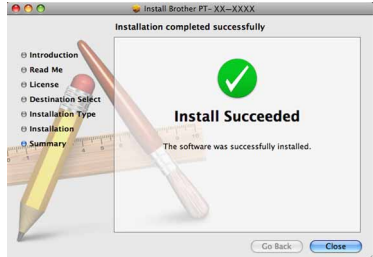 Install Brother PT- XX—XXXX
Installation completed successfully
Introduction
Read Me
License
Destination Select
Installation Type
Installation
Summary
Install Succeeded
The software was successfully installed.
Go Back
Close